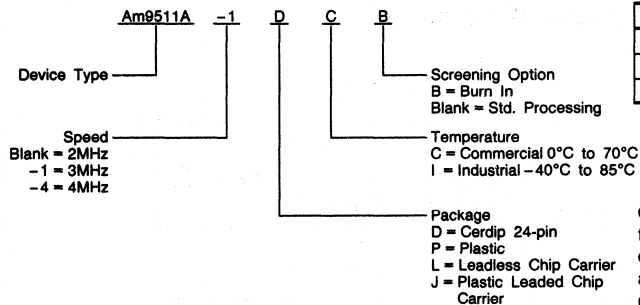 Am9511A -1 D C B
Device Type
Screening Option
B = Burn In
Blank = Std. Processing
Speed
Blank = 2MHz
-1 = 3MHz
-4 = 4MHz
Temperature
C = Commercial 0°C to 70°C
I = Industrial -40°C to 85°C
Package
D = Cerdip 24-pin
P = Plastic
L = Leadless Chip Carrier
J = Plastic Leaded Chip
Carrier